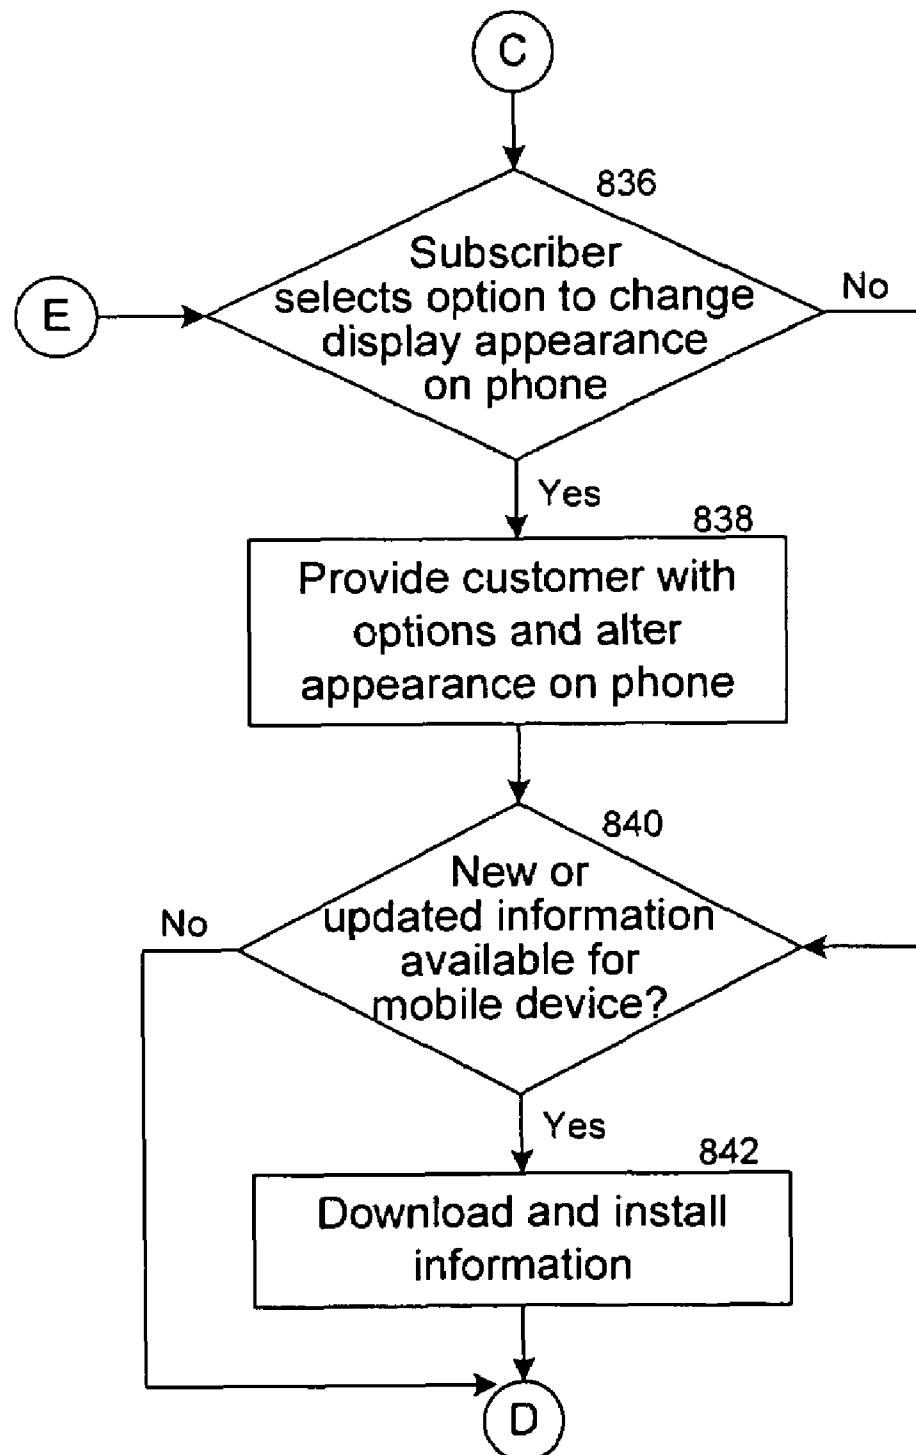 C
836
Subscriber
selects option to change
display appearance
on phone
No
E
Yes
838
Provide customer with
options and alter
appearance on phone
840
New or
updated information
available for
mobile device?
No
Yes
842
Download and install
information
D